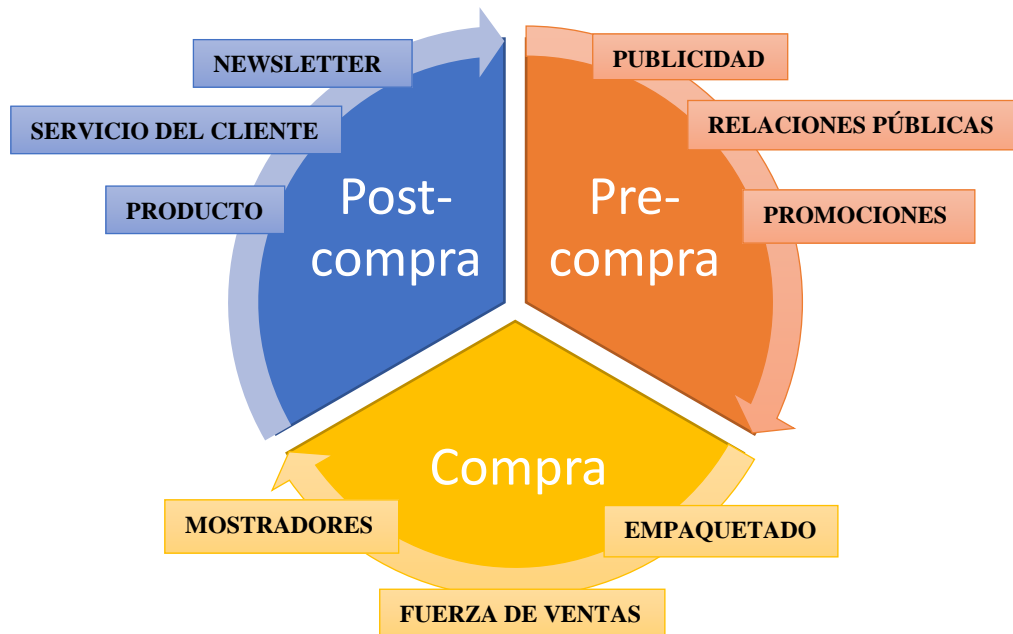 NEWSLETTER
SERVICIO DEL CLIENTE
PRODUCTO
Post-
compra
PUBLICIDAD
RELACIONES PÚBLICAS
PROMOCIONES
Pre-
compra
Compra
MOSTRADORES
EMPAQUETADO
FUERZA DE VENTAS